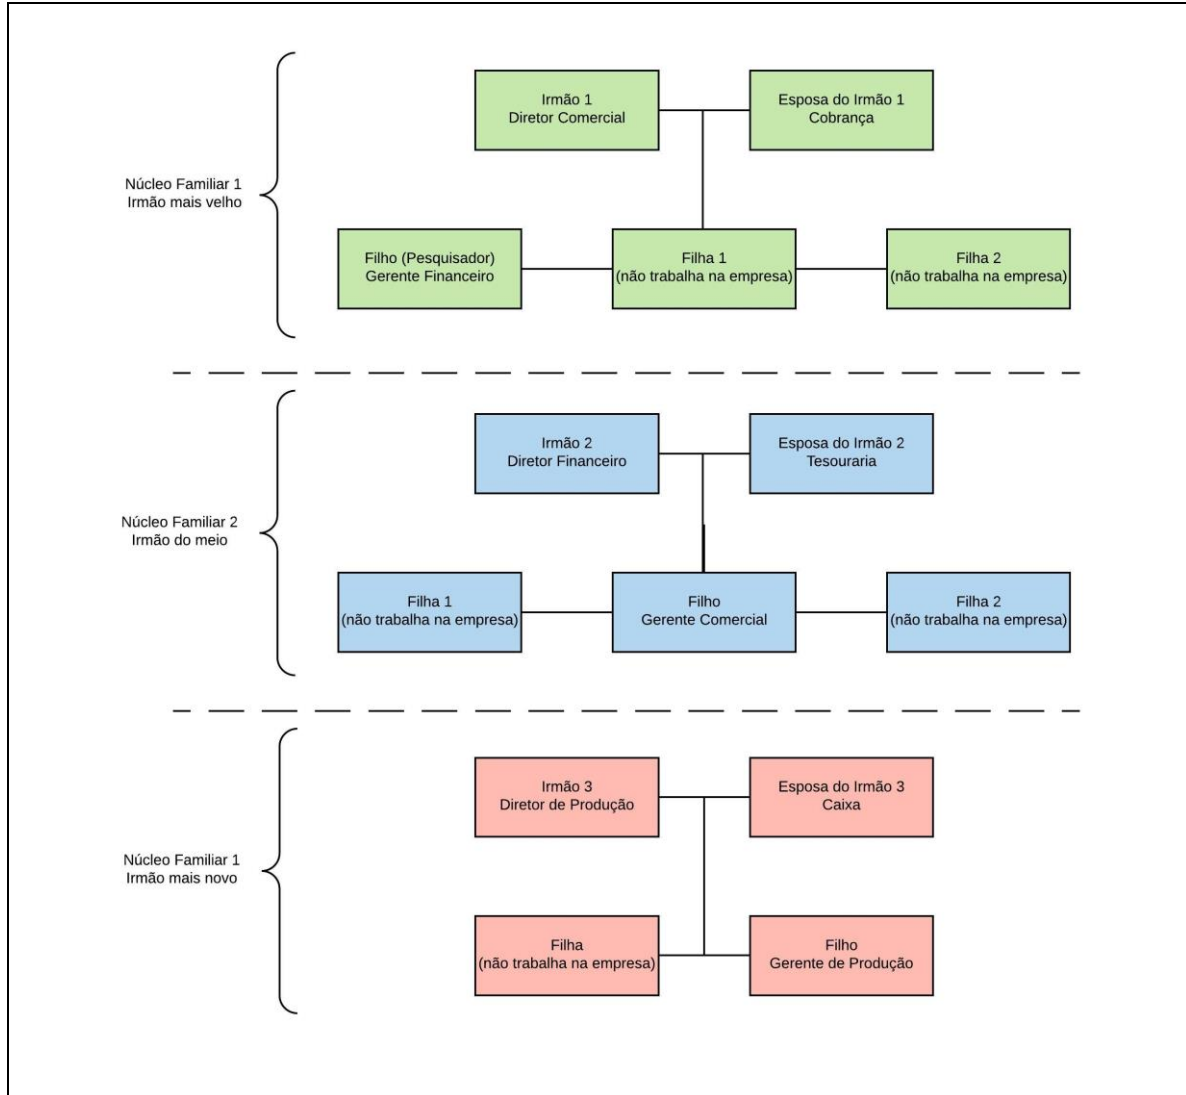 Irmão 1
Diretor Comercial
Esposa do Irmão 1
Cobrança
Núcleo Familiar 1
Irmão mais velho
Filho (Pesquisador)
Gerente Financeiro
Filha 1
(não trabalha na empresa)
Filha 2
(não trabalha na empresa)
Irmão 2
Diretor Financeiro
Esposa do Irmão 2
Tesouraria
Núcleo Familiar 2
Irmão do meio
Filha 1
(não trabalha na empresa)
Filho
Gerente Comercial
Filha 2
(não trabalha na empresa)
Irmão 3
Diretor de Produção
Esposa do Irmão 3
Caixa
Núcleo Familiar 1
Irmão mais novo
Filha
(não trabalha na empresa)
Filho
Gerente de Produção